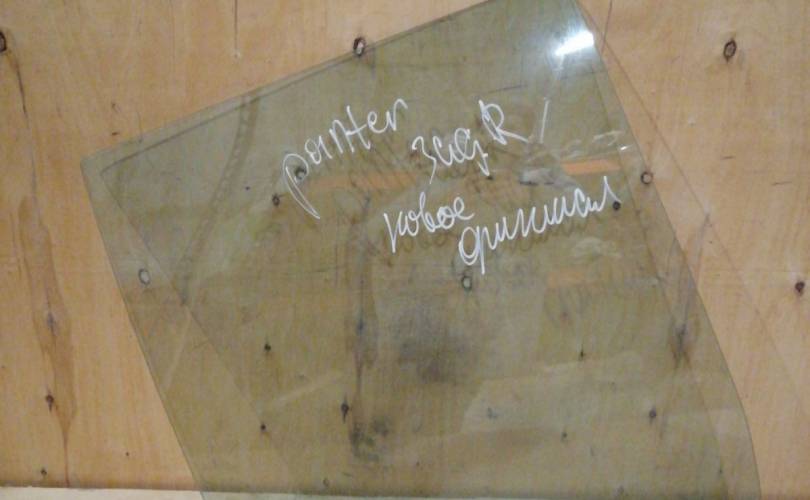 pointer
зад R
новое
оригинал